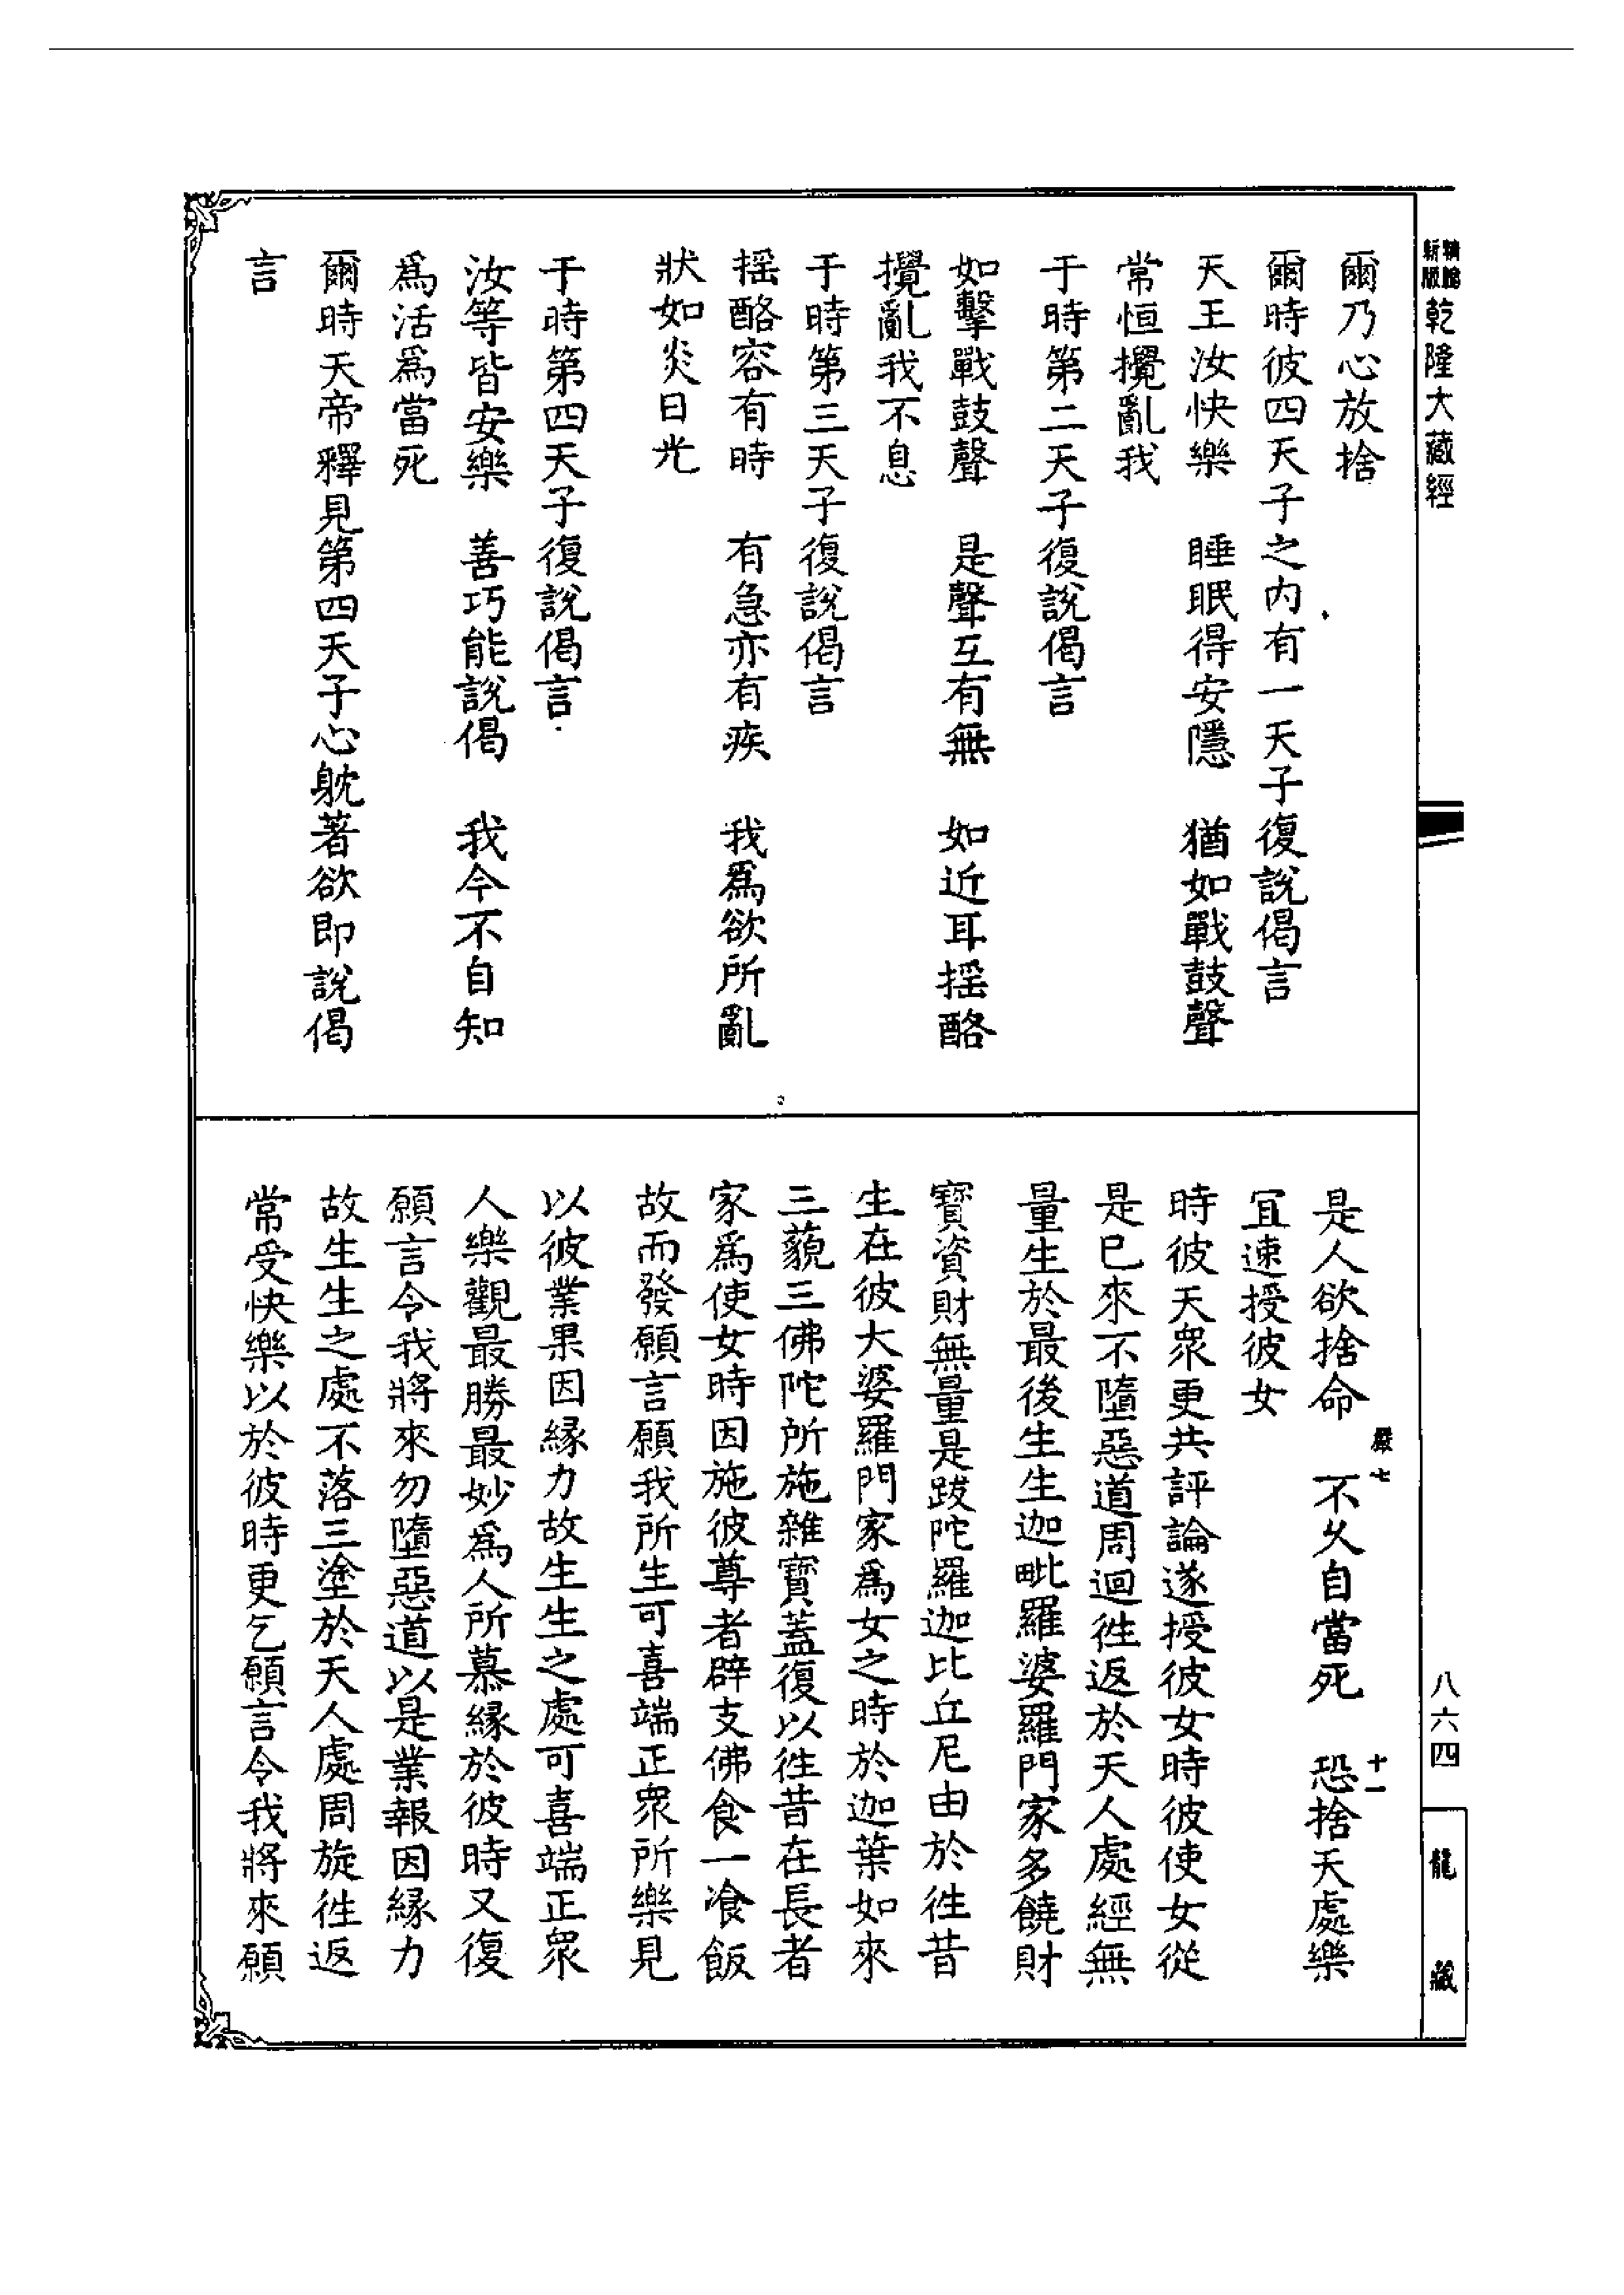 精鵰新版乾隆大藏經
爾乃心放捨
爾時彼四天子之內有一天子復說偈言
天王汝快樂　睡眠得安隱　猶如戰鼓聲
常恒攪亂我
于時第二天子復說偈言
如擊戰鼓聲　是聲互有無　如近耳搖酪
攪亂我不息
于時第三天子復說偈言
搖酪容有時　有急亦有疾　我爲欲所亂
狀如炎日光
于時第四天子復說偈言
汝等皆安樂　善巧能說偈　我今不自知
爲活爲當死
爾時天帝釋見第四天子心躭著欲即說偈
言
是人欲捨命　不久自當死　恐捨天處樂
宜速授彼女
時彼天衆更共評論遂授彼女時彼使女從
是已來不墮惡道周迴徃返於天人處經無
量生於最後生生迦毗羅婆羅門家多饒財
寶資財無量是跋陀羅迦比丘尼由於徃昔
生在彼大婆羅門家爲女之時於迦葉如來
三藐三佛陀所施雜寶蓋復以徃昔在長者
家爲使女時因施彼尊者辟支佛食一飡飯
故而發願言願我所生可喜端正衆所樂見
以彼業果因緣力故生生之處可喜端正衆
人樂觀最勝最妙爲人所慕緣於彼時又復
願言令我將來勿墮惡道以是業報因緣力
故生生之處不落三塗於天人處周旋徃返
常受快樂以於彼時更乞願言令我將來願
嚴七
十一
八六四
龍藏